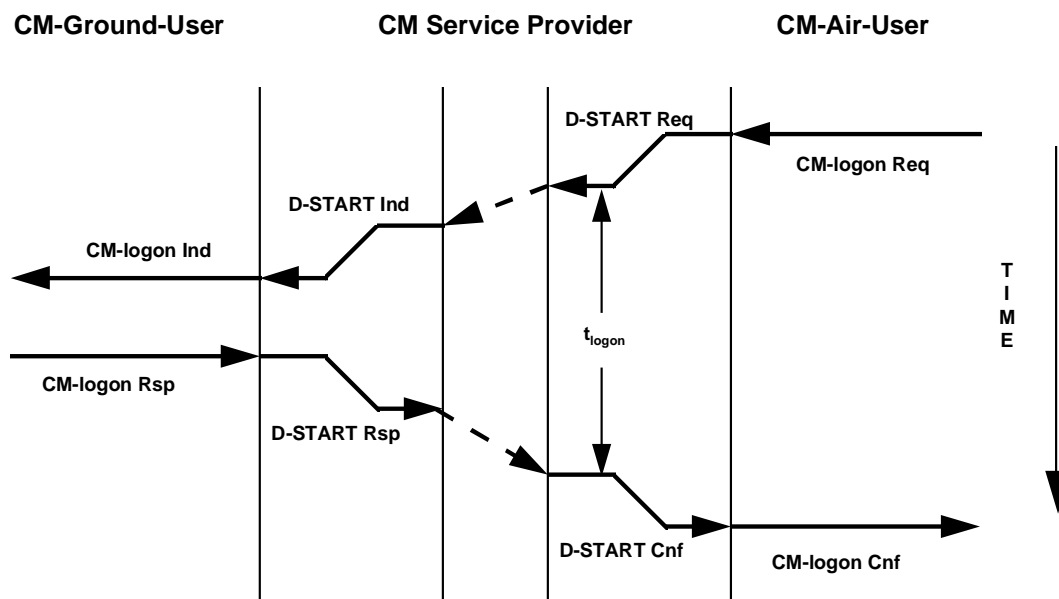 CM-Ground-User
CM Service Provider
CM-Air-User
D-START Req
CM-logon Req
D-START Ind
CM-logon Ind
T
I
M
E
tlogon
CM-logon Rsp
D-START Rsp
D-START Cnf
CM-logon Cnf